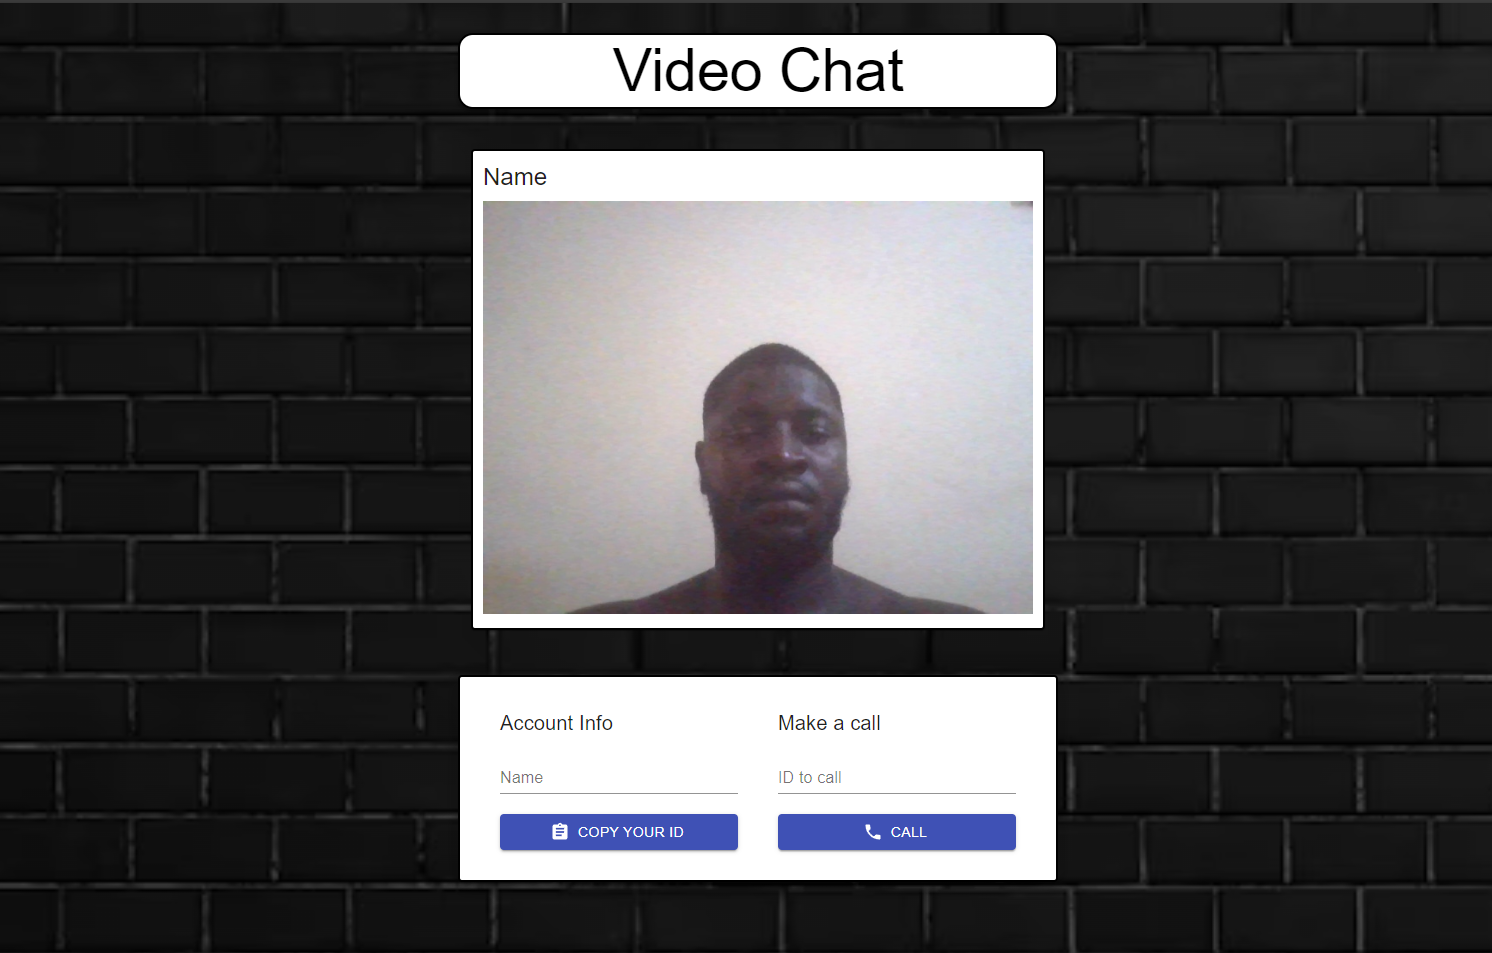 Video Chat
Name
Account Info
Name
COPY YOUR ID
Make a call
ID to call
CALL